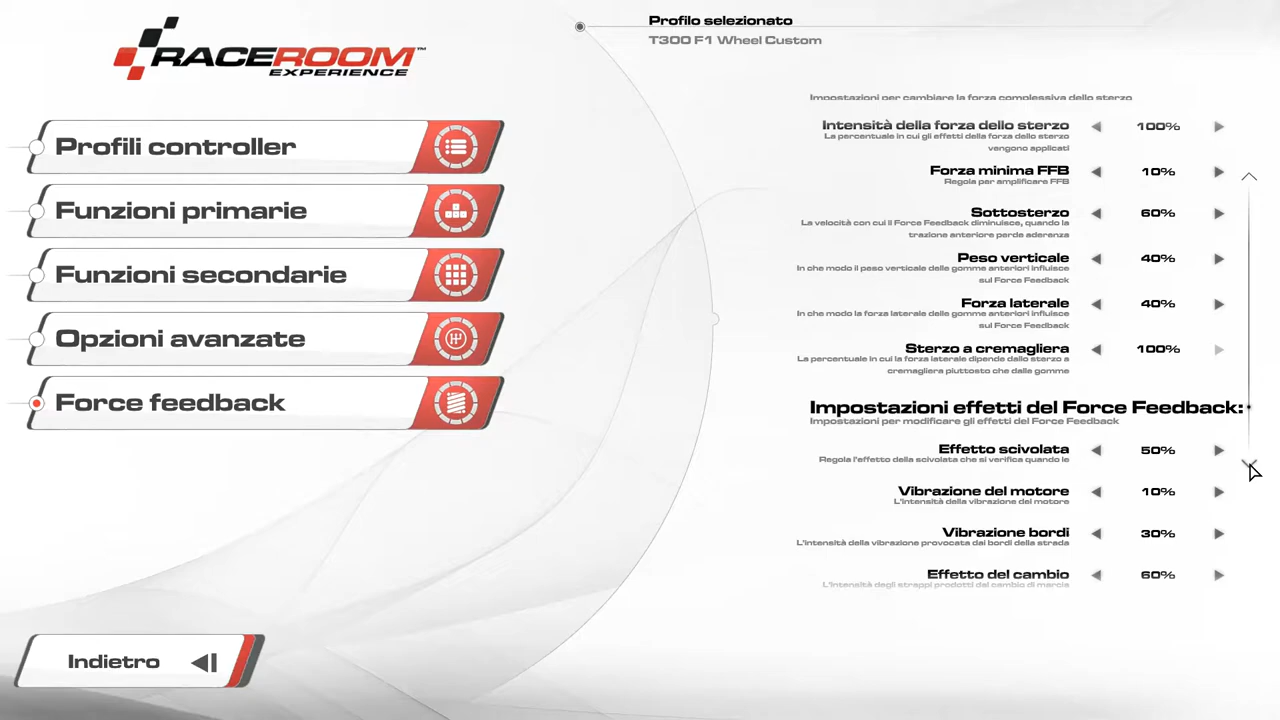 RACEROOM™
EXPERIENCE
Profilo selezionato
T300 F1 Wheel Custom
Profili controller
Funzioni primarie
Funzioni secondarie
Opzioni avanzate
Force feedback
Indietro
Impostazioni per cambiare la forza complessiva dello sterzo
Intensità della forza dello sterzo 100%
La percentuale in cui gli effetti della forza dello sterzo
vengono applicati
Forza minima FFB 10%
Regola per amplificare FFB
Sottosterzo 60%
La velocità con cui il Force Feedback diminuisce, quando la
trazione anteriore perde aderenza
Peso verticale 40%
In che modo il peso verticale delle gomme anteriori influisce
sul Force Feedback
Forza laterale 40%
In che modo la forza laterale delle gomme anteriori influisce
sul Force Feedback
Sterzo a cremagliera 100%
La percentuale in cui la forza laterale dipende dallo sterzo a
cremagliera piuttosto che dalle gomme
Impostazioni effetti del Force Feedback:
Impostazioni per modificare gli effetti del Force Feedback
Effetto scivolata 50%
Regola l'effetto della scivolata che si verifica quando le
Vibrazione del motore 10%
L'intensità della vibrazione del motore
Vibrazione bordi 30%
L'intensità della vibrazione provocata dai bordi della strada
Effetto del cambio 60%
L'intensità degli strappi prodotti dal cambio di marcia